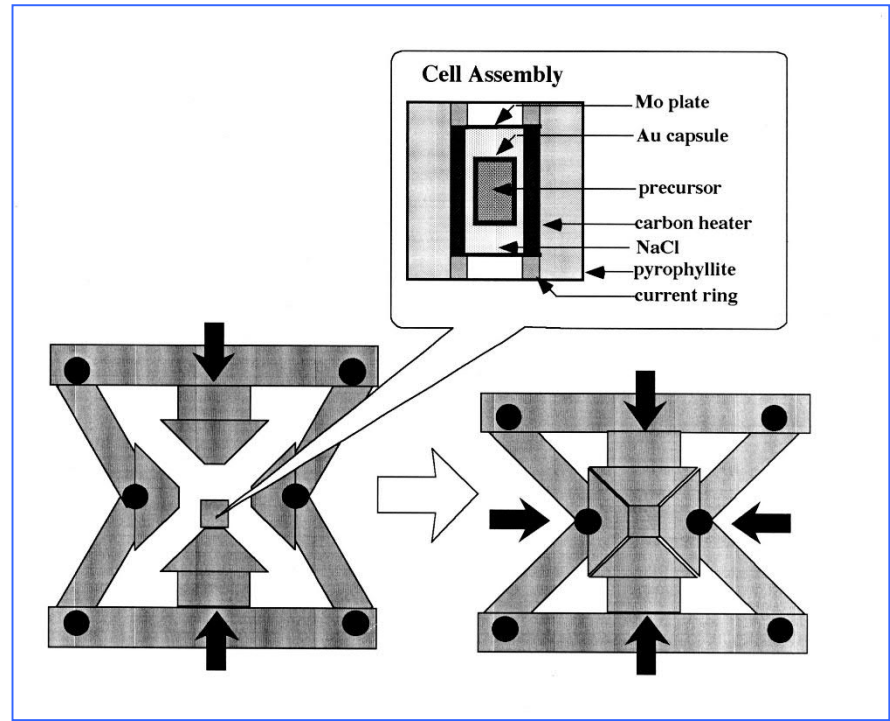 Cell Assembly
Mo plate
Au capsule
precursor
carbon heater
NaCl
pyrophyllite
current ring